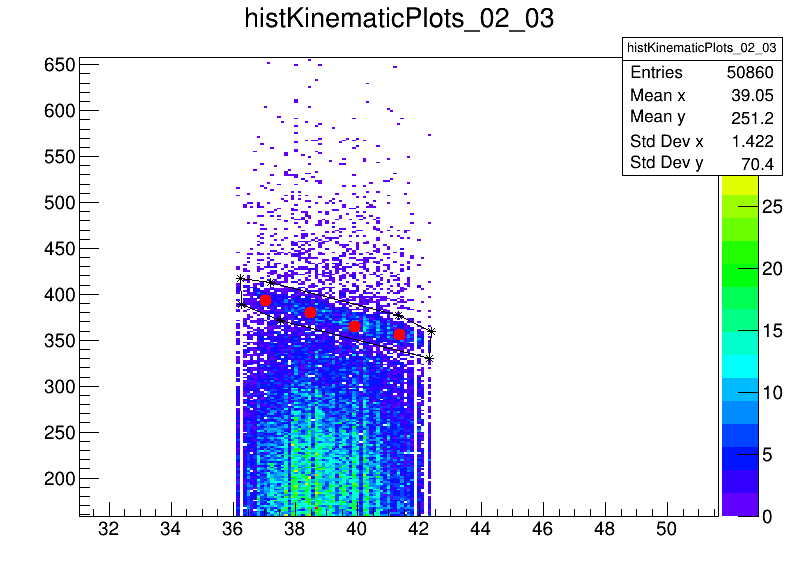 histKinematicPlots_02_03
histKinematicPlots_02_03
Entries 50860
Mean x 39.05
Mean y 251.2
Std Dev x 1.422
Std Dev y 70.4
650
600
550
500
450
400
350
300
250
200
25
20
15
10
5
0
32 34 36 38 40 42 44 46 48 50